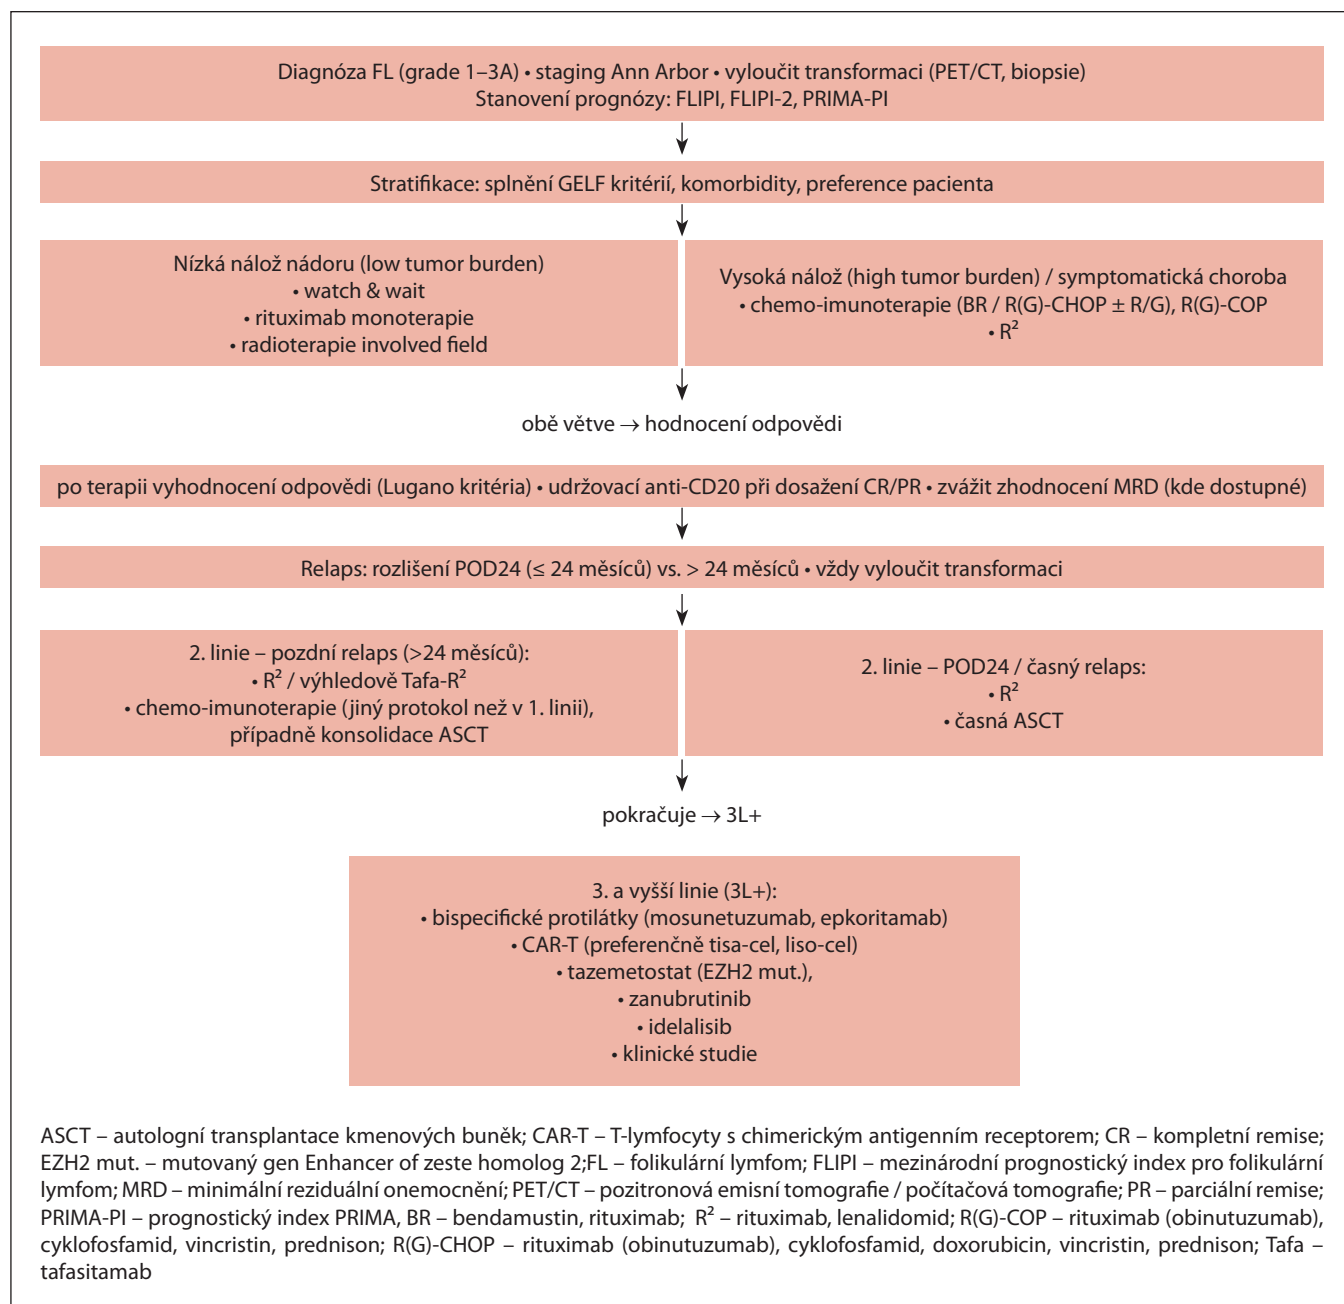 Diagnóza FL (grade 1–3A) • staging Ann Arbor • vyloučit transformaci (PET/CT, biopsie)
Stanovení prognózy: FLIPI, FLIPI-2, PRIMA-PI
Stratifikace: splnění GELF kritérií, komorbidity, preference pacienta
Nízká nálož nádoru (low tumor burden)
• watch & wait
• rituximab monoterapie
• radioterapie involved field
Vysoká nálož (high tumor burden) / symptomatická choroba
• chemo-imunoterapie (BR / R(G)-CHOP ± R/G), R(G)-COP
• R²
obě větve → hodnocení odpovědi
po terapii vyhodnocení odpovědi (Lugano kritéria) • udržovací anti-CD20 při dosažení CR/PR • zvážit zhodnocení MRD (kde dostupné)
Relaps: rozlišení POD24 (≤ 24 měsíců) vs. > 24 měsíců • vždy vyloučit transformaci
2. linie – pozdní relaps (>24 měsíců):
• R² / výhledově Tafa-R²
• chemo-imunoterapie (jiný protokol než v 1. linii),
případně konsolidace ASCT
2. linie – POD24 / časný relaps:
• R²
• časná ASCT
pokračuje → 3L+
3. a vyšší linie (3L+):
• bispecifické protilátky (mosunetuzumab, epkoritamab)
• CAR-T (preferenčně tisa-cel, liso-cel)
• tazemetostat (EZH2 mut.),
• zanubrutinib
• idelalisib
• klinické studie
ASCT – autologní transplantace kmenových buněk; CAR-T – T-lymfocyty s chimerickým antigenním receptorem; CR – kompletní remise;
EZH2 mut. – mutovaný gen Enhancer of zeste homolog 2;FL – folikulární lymfom; FLIPI – mezinárodní prognostický index pro folikulární
lymfom; MRD – minimální reziduální onemocnění; PET/CT – pozitronová emisní tomografie / počítačová tomografie; PR – parciální remise;
PRIMA-PI – prognostický index PRIMA, BR – bendamustin, rituximab; R² – rituximab, lenalidomid; R(G)-COP – rituximab (obinutuzumab),
cyklofosfamid, vincristin, prednison; R(G)-CHOP – rituximab (obinutuzumab), cyklofosfamid, doxorubicin, vincristin, prednison; Tafa –
tafasitamab